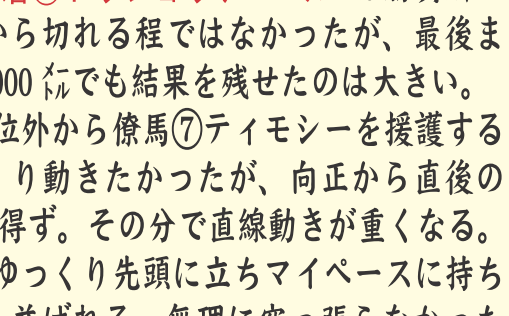 ら切れる程ではなかったが、最後ま
000㍍でも結果を残せたのは大きい。
位外から僚馬⑦ティモシーを援護する
り動きたかったが、向正から直後の
得ず。その分で直線動きが重くなる。
ゆっくり先頭に立ちマイペースに持ち